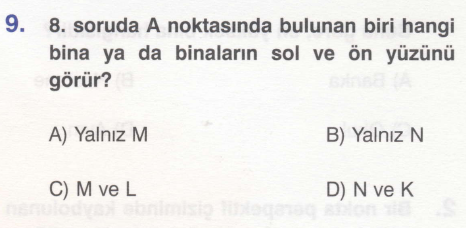 9. 8. soruda A noktasında bulunan biri hangi
bina ya da binaların sol ve ön yüzünü
görür?
A) Yalnız M
B) Yalnız N
C) M ve L
D) N ve K